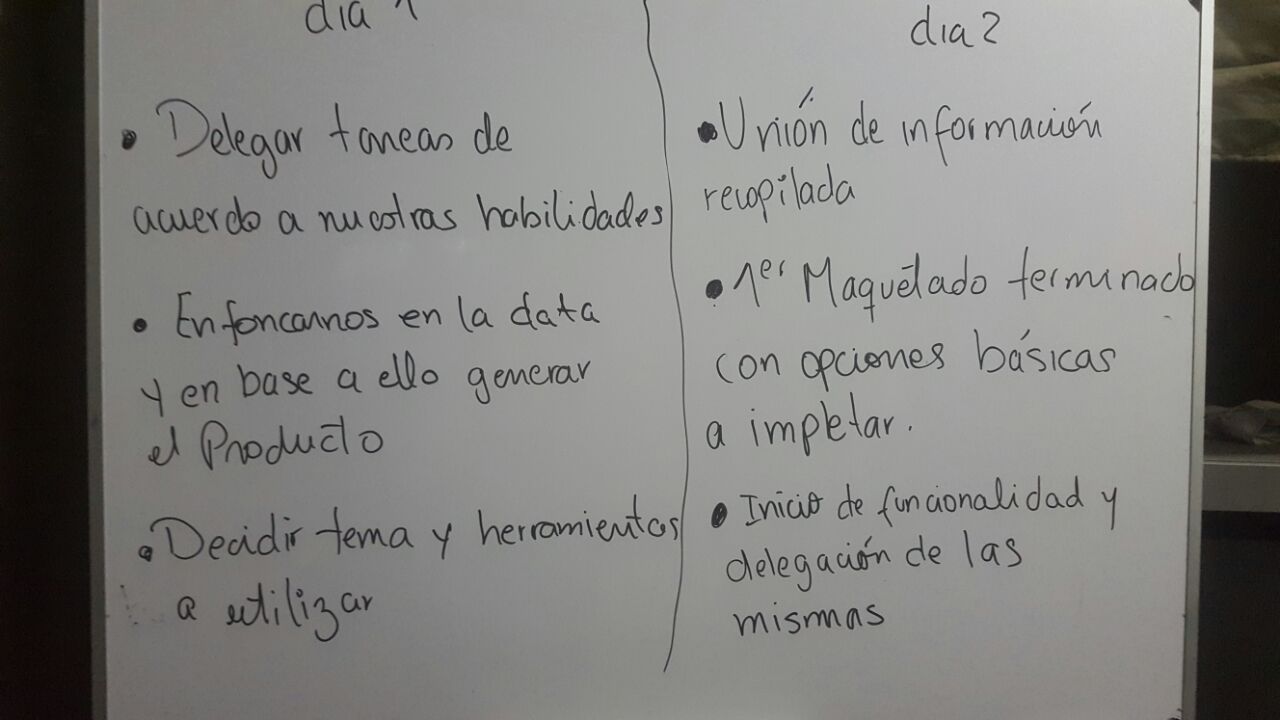 dia 1
• Delegar tareas de
acuerdo a nuestras habilidades
• Enfoncarnos en la data
y en base a ello generar
el Producto
• Decidir tema y herramientas
a utilizar
dia 2
• Unión de información
recopilada
• 1er Maquetado terminado
con opciones básicas
a impletar.
• Inicio de funcionalidad y
delegación de las
mismas